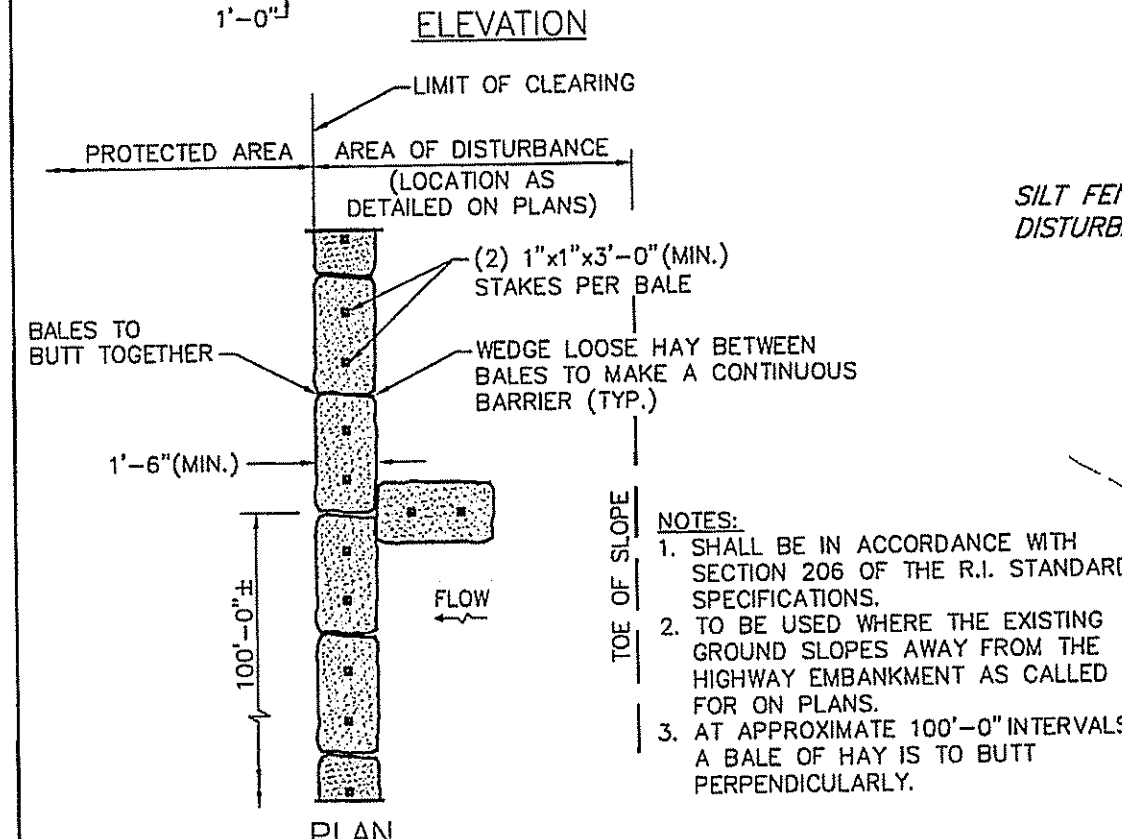 1'-0"
ELEVATION
LIMIT OF CLEARING
PROTECTED AREA
AREA OF DISTURBANCE
(LOCATION AS
DETAILED ON PLANS)
SILT FEN
DISTURBA
(2) 1"x1"x3'-0"(MIN.)
STAKES PER BALE
BALES TO
BUTT TOGETHER
WEDGE LOOSE HAY BETWEEN
BALES TO MAKE A CONTINUOUS
BARRIER (TYP.)
1'-6"(MIN.)
100'-0"±
FLOW
TOE OF SLOPE
NOTES:
1. SHALL BE IN ACCORDANCE WITH
SECTION 206 OF THE R.I. STANDARD
SPECIFICATIONS.
2. TO BE USED WHERE THE EXISTING
GROUND SLOPES AWAY FROM THE
HIGHWAY EMBANKMENT AS CALLED
FOR ON PLANS.
3. AT APPROXIMATE 100'-0" INTERVALS
A BALE OF HAY IS TO BUTT
PERPENDICULARLY.
PLAN